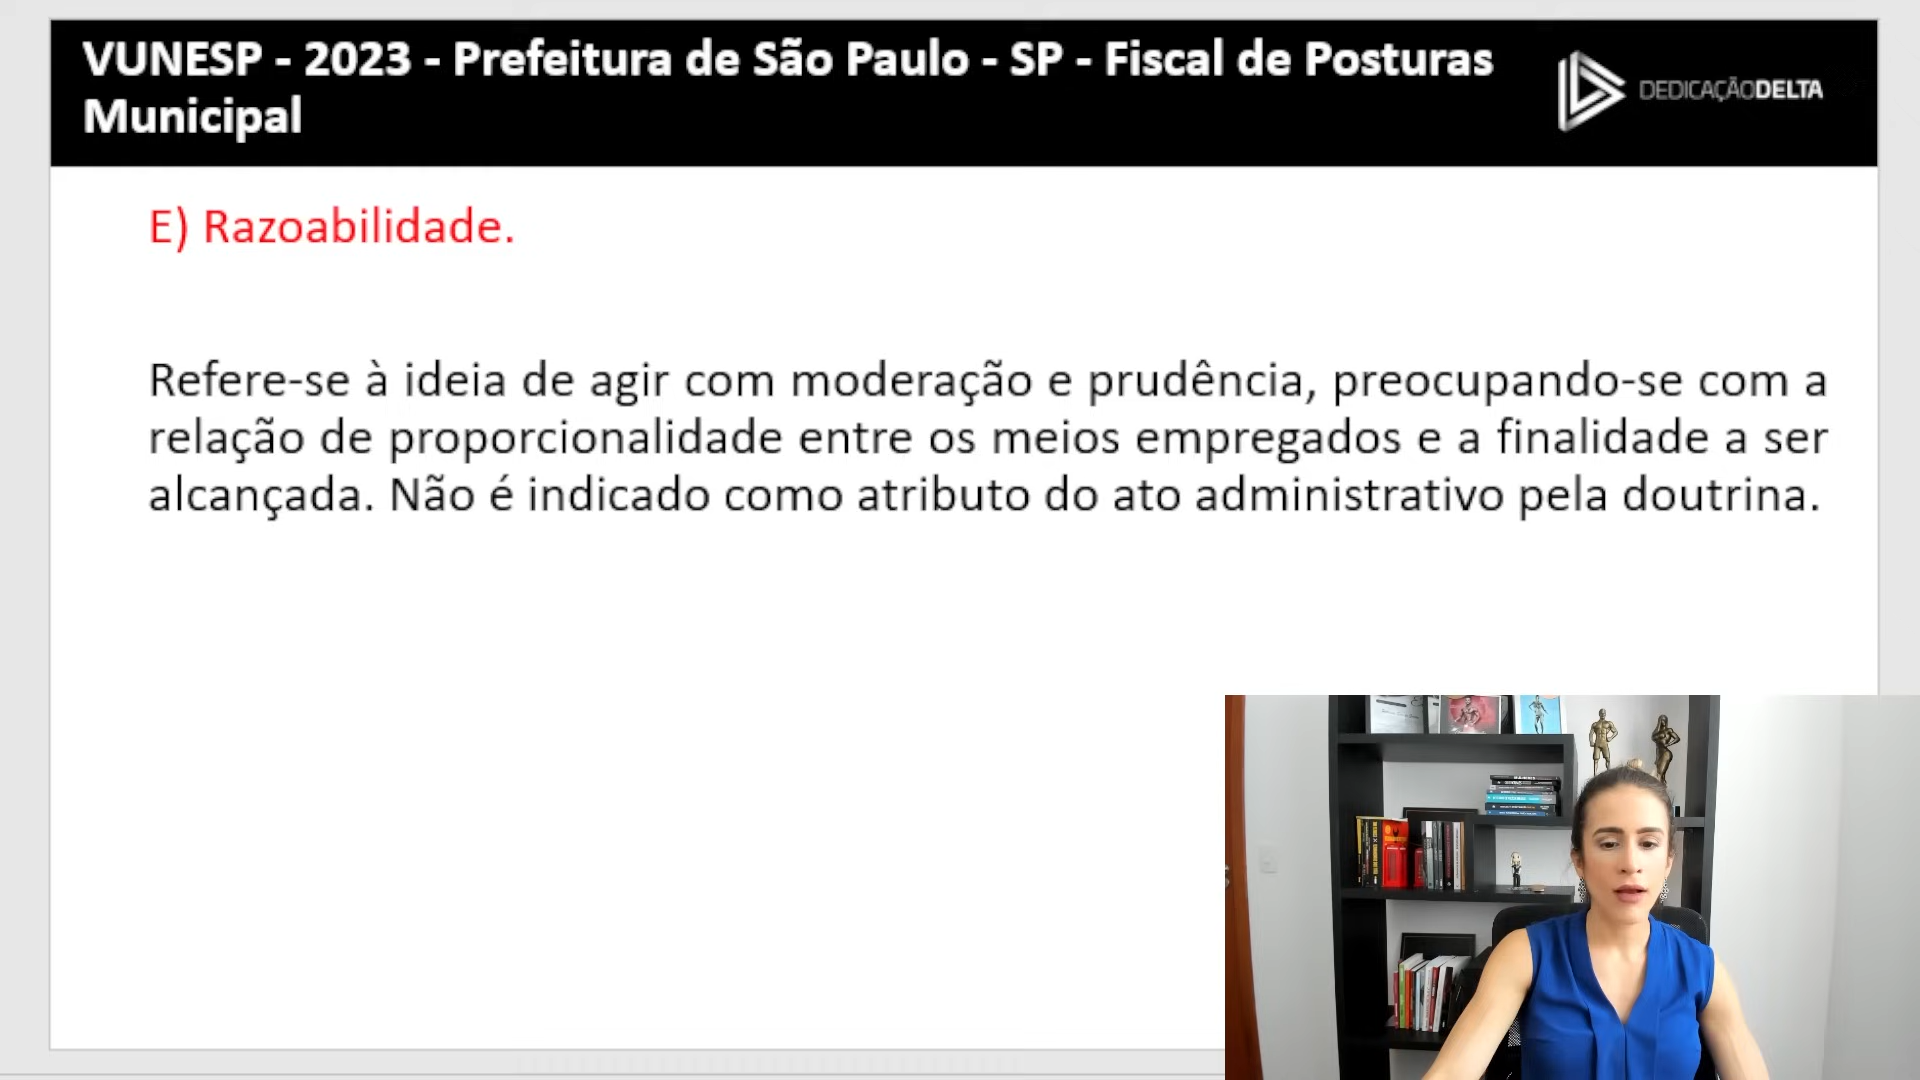 VUNESP - 2023 - Prefeitura de São Paulo - SP - Fiscal de Posturas
Municipal
DEDICAÇÃODELTA
E) Razoabilidade.
Refere-se à ideia de agir com moderação e prudência, preocupando-se com a
relação de proporcionalidade entre os meios empregados e a finalidade a ser
alcançada. Não é indicado como atributo do ato administrativo pela doutrina.